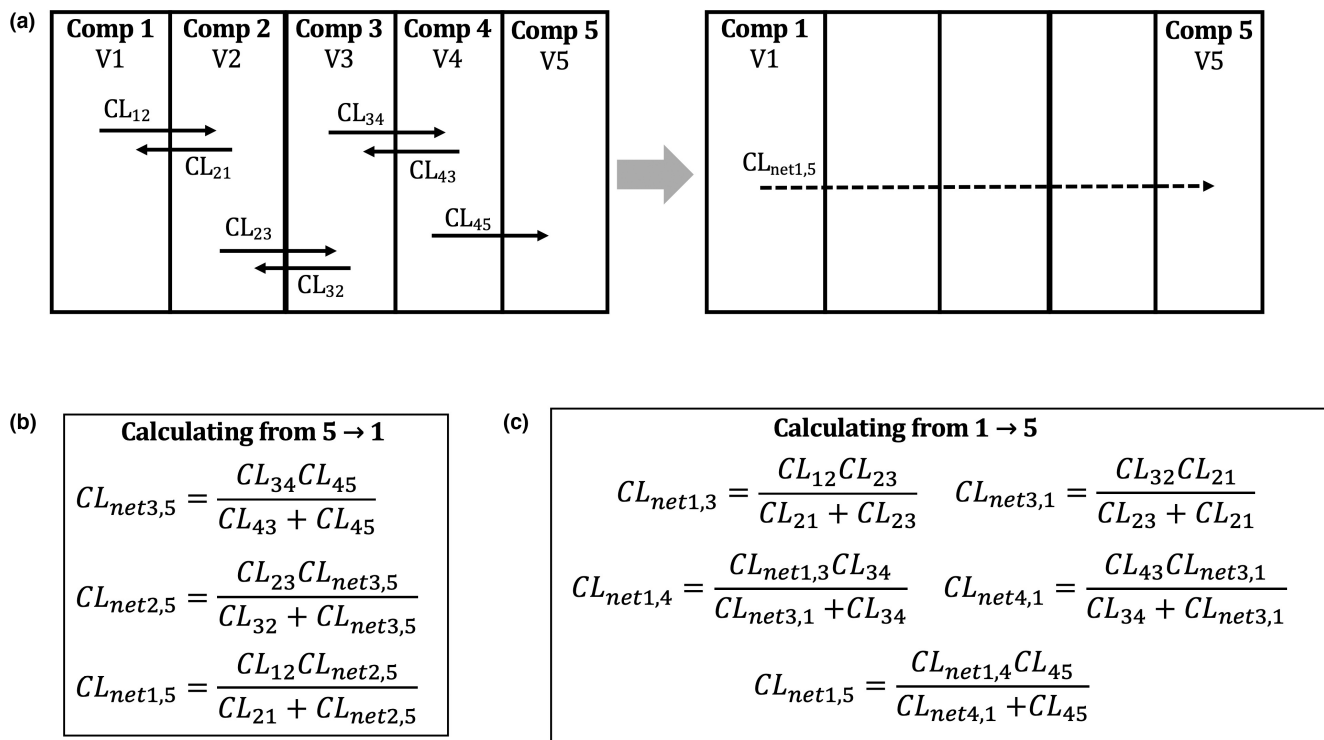 (a)
Comp 1 Comp 2 Comp 3 Comp 4 Comp 5
V1 V2 V3 V4 V5
CL12
CL34
CL21
CL43
CL23
CL45
CL32
Comp 1 Comp 5
V1 V5
CLnet1,5
(b)
Calculating from 5 → 1
CLnet3,5 = CL34CL45 / CL43 + CL45
CLnet2,5 = CL23CLnet3,5 / CL32 + CLnet3,5
CLnet1,5 = CL12CLnet2,5 / CL21 + CLnet2,5
(c)
Calculating from 1 → 5
CLnet1,3 = CL12CL23 / CL21 + CL23 CLnet3,1 = CL32CL21 / CL23 + CL21
CLnet1,4 = CLnet1,3CL34 / CLnet3,1 +CL34 CLnet4,1 = CL43CLnet3,1 / CL34 + CLnet3,1
CLnet1,5 = CLnet1,4CL45 / CLnet4,1 +CL45